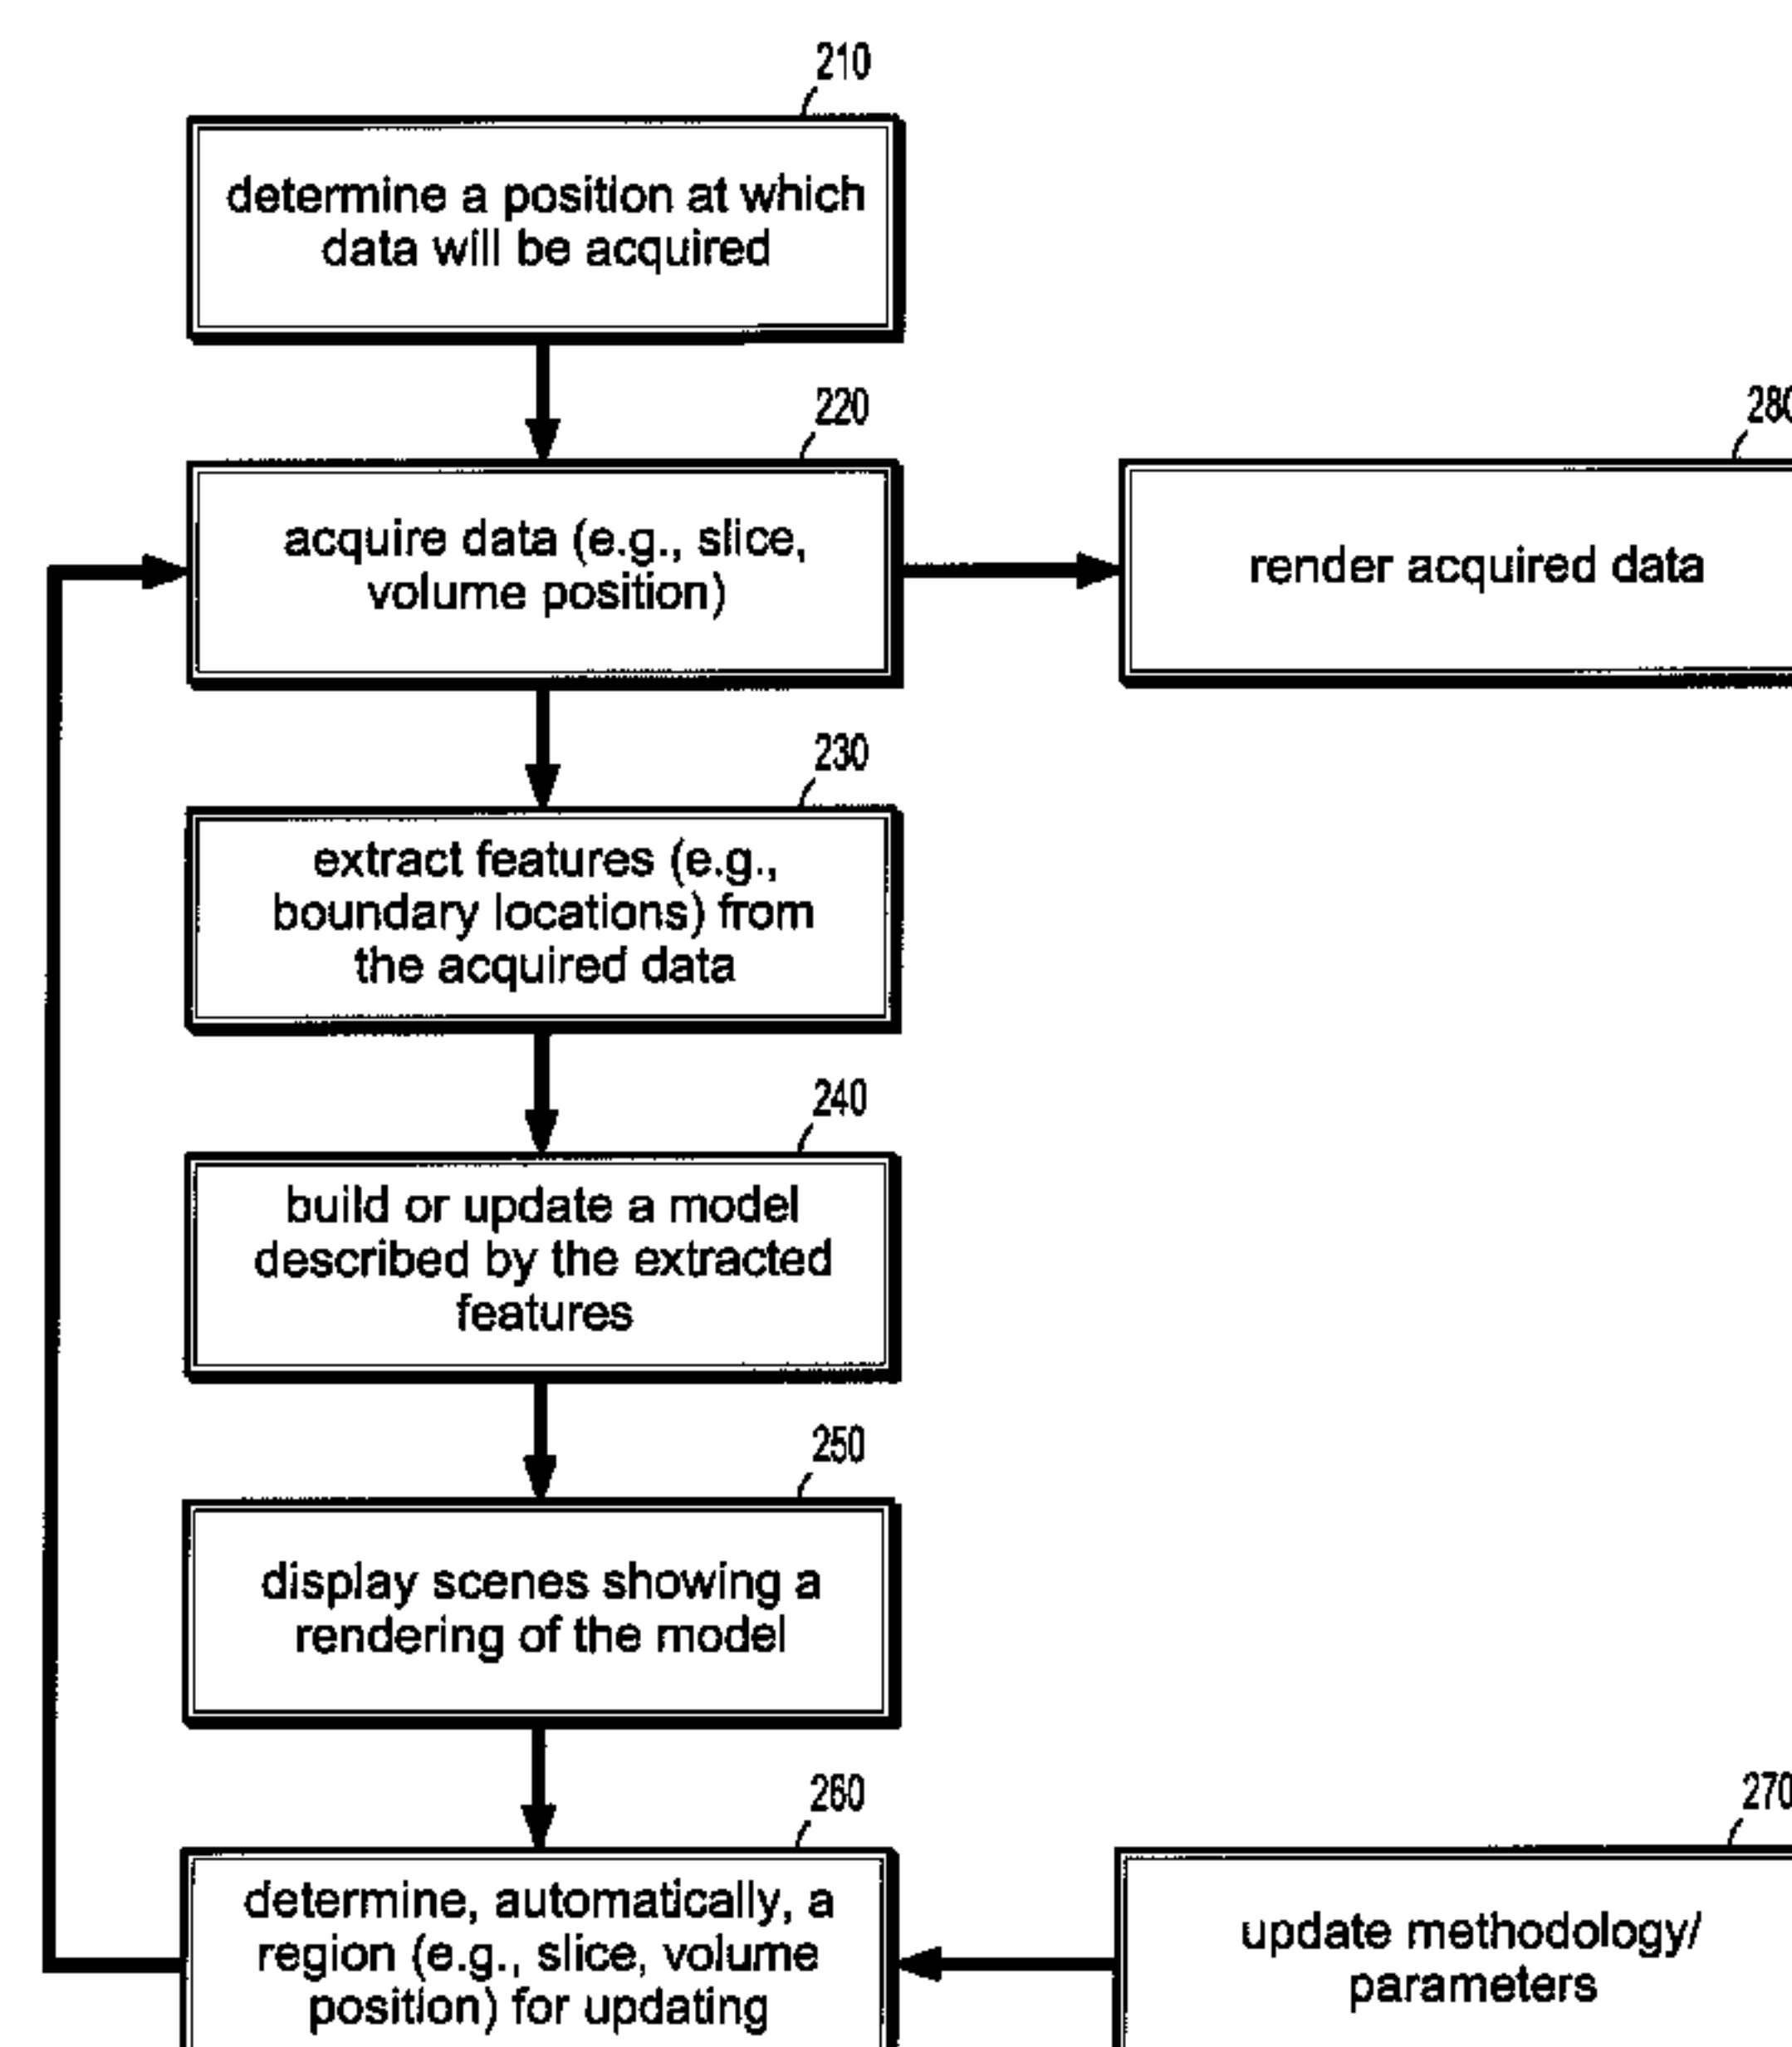 210
determine a position at which
data will be acquired
220
acquire data (e.g., slice,
volume position)
280
render acquired data
230
extract features (e.g.,
boundary locations) from
the acquired data
240
build or update a model
described by the extracted
features
250
display scenes showing a
rendering of the model
260
determine, automatically, a
region (e.g., slice, volume
position) for updating
270
update methodology/
parameters